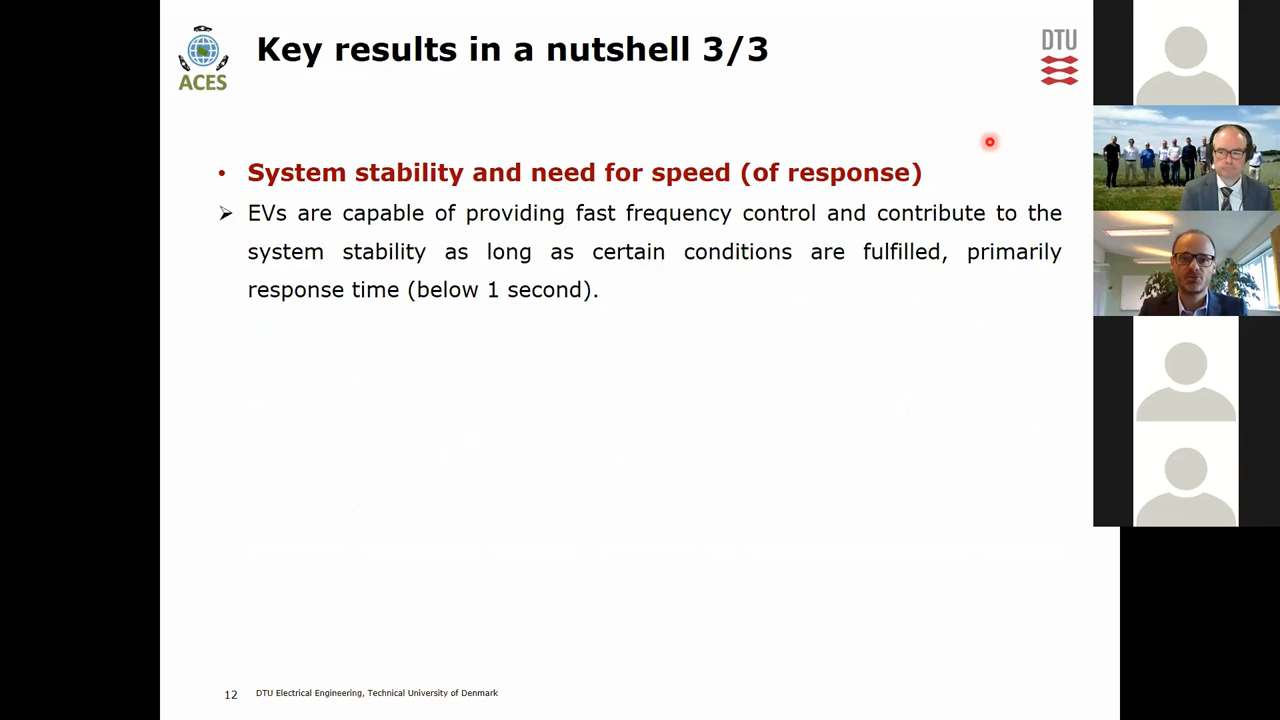 ACES
Key results in a nutshell 3/3
DTU
• System stability and need for speed (of response)
➢ EVs are capable of providing fast frequency control and contribute to the
system stability as long as certain conditions are fulfilled, primarily
response time (below 1 second).
12 DTU Electrical Engineering, Technical University of Denmark